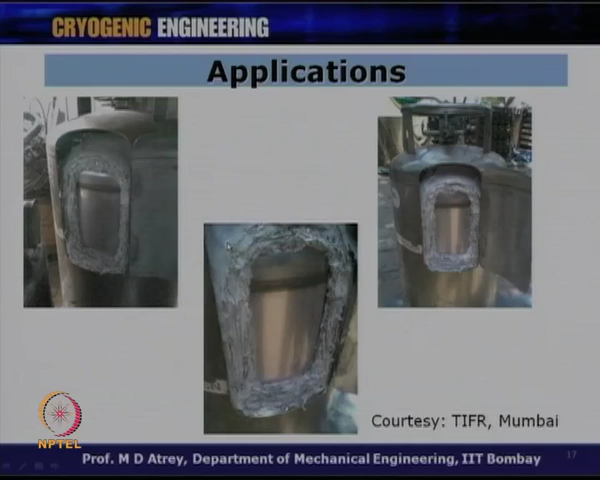 CRYOGENIC ENGINEERING
Applications
Courtesy: TIFR, Mumbai
NPTEL
Prof. M D Atrey, Department of Mechanical Engineering, IIT Bombay
17